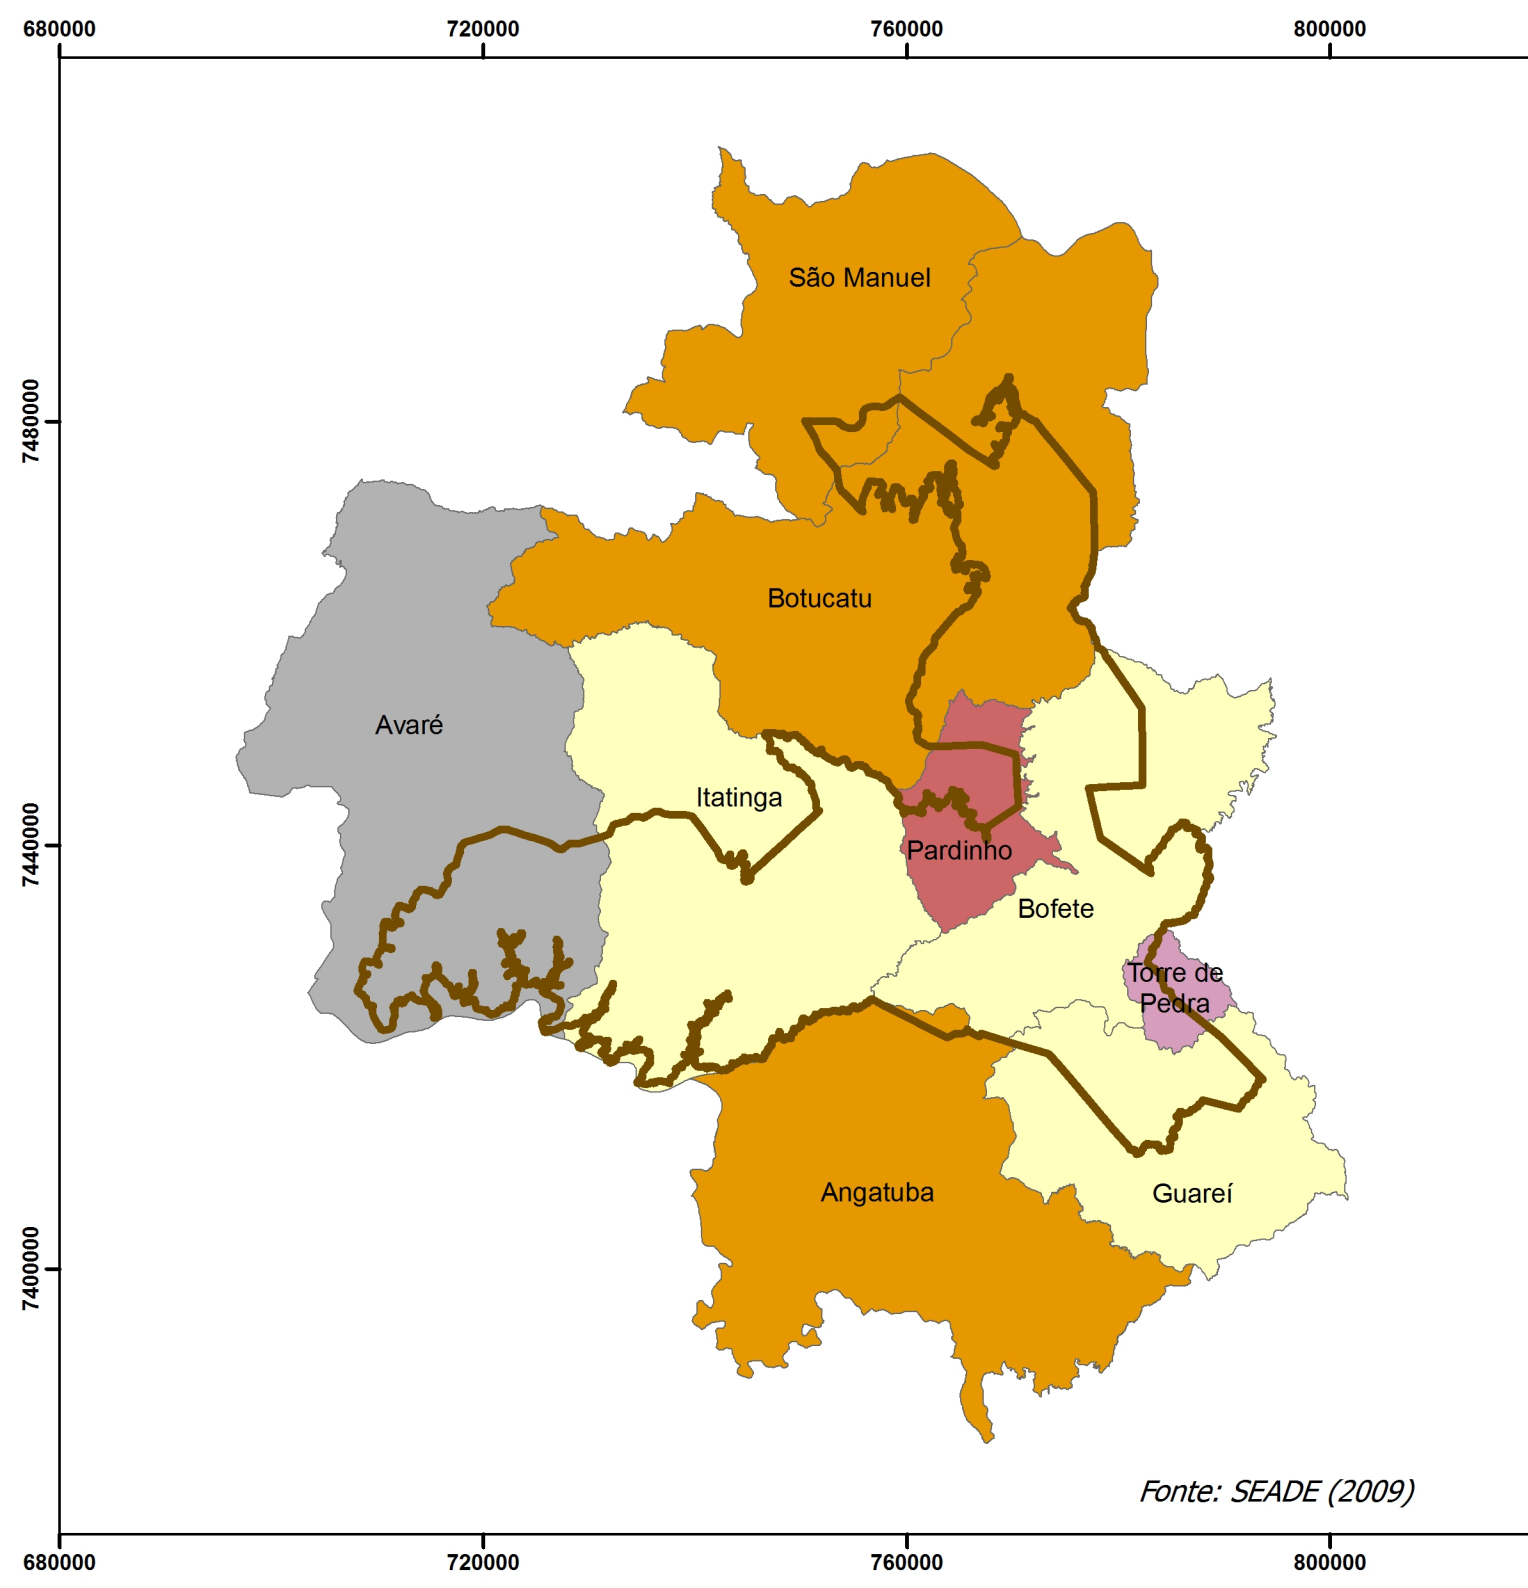 680000 720000 760000 800000
São Manuel
7480000
Botucatu
Avaré
Itatinga
7440000
Pardinho
Bofete
Torre de
Pedra
Angatuba
Guareí
7400000
Fonte: SEADE (2009)
680000 720000 760000 800000